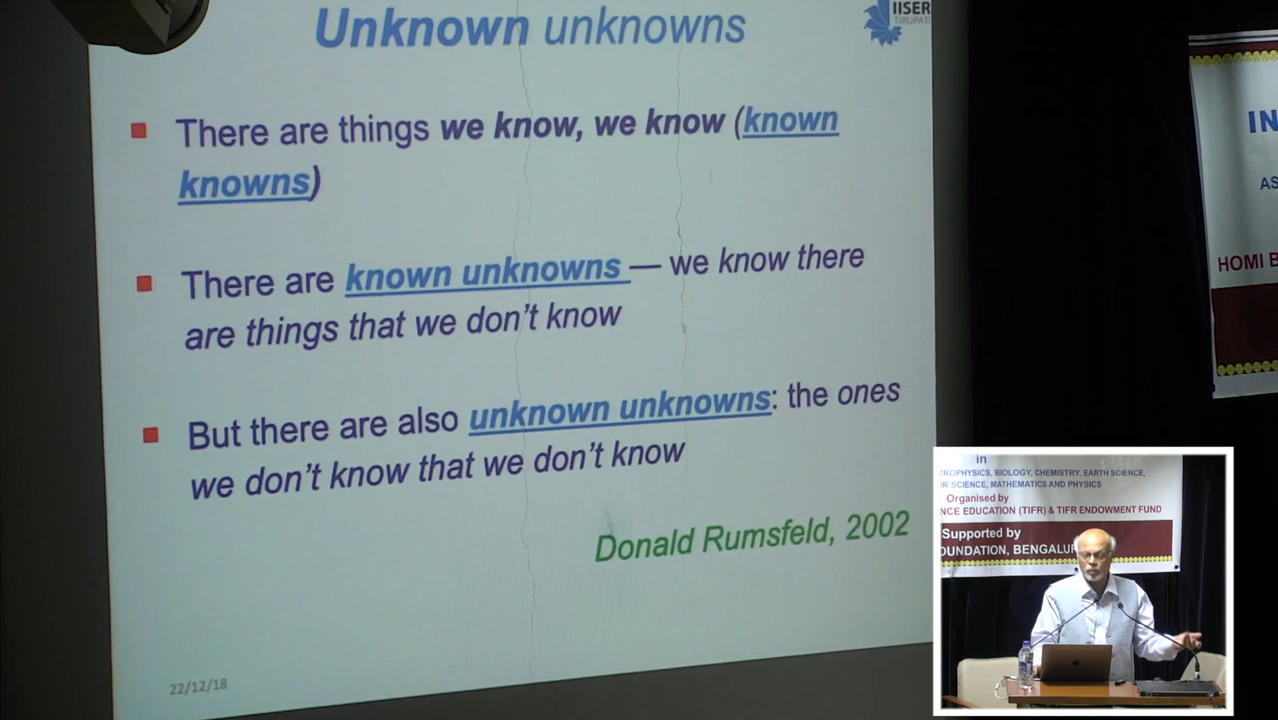 Unknown unknowns
IISER
TIRUPATI
There are things we know, we know (known
knowns)
There are known unknowns — we know there
are things that we don't know
But there are also unknown unknowns: the ones
we don't know that we don't know
Donald Rumsfeld, 2002
22/12/18
IN
AS
HOMI B
in
TROPHYSICS, BIOLOGY, CHEMISTRY, EARTH SCIENCE,
R SCIENCE, MATHEMATICS AND PHYSICS
Organised by
NCE EDUCATION (TIFR) & TIFR ENDOWMENT FUND
Supported by
OUNDATION, BENGALUR